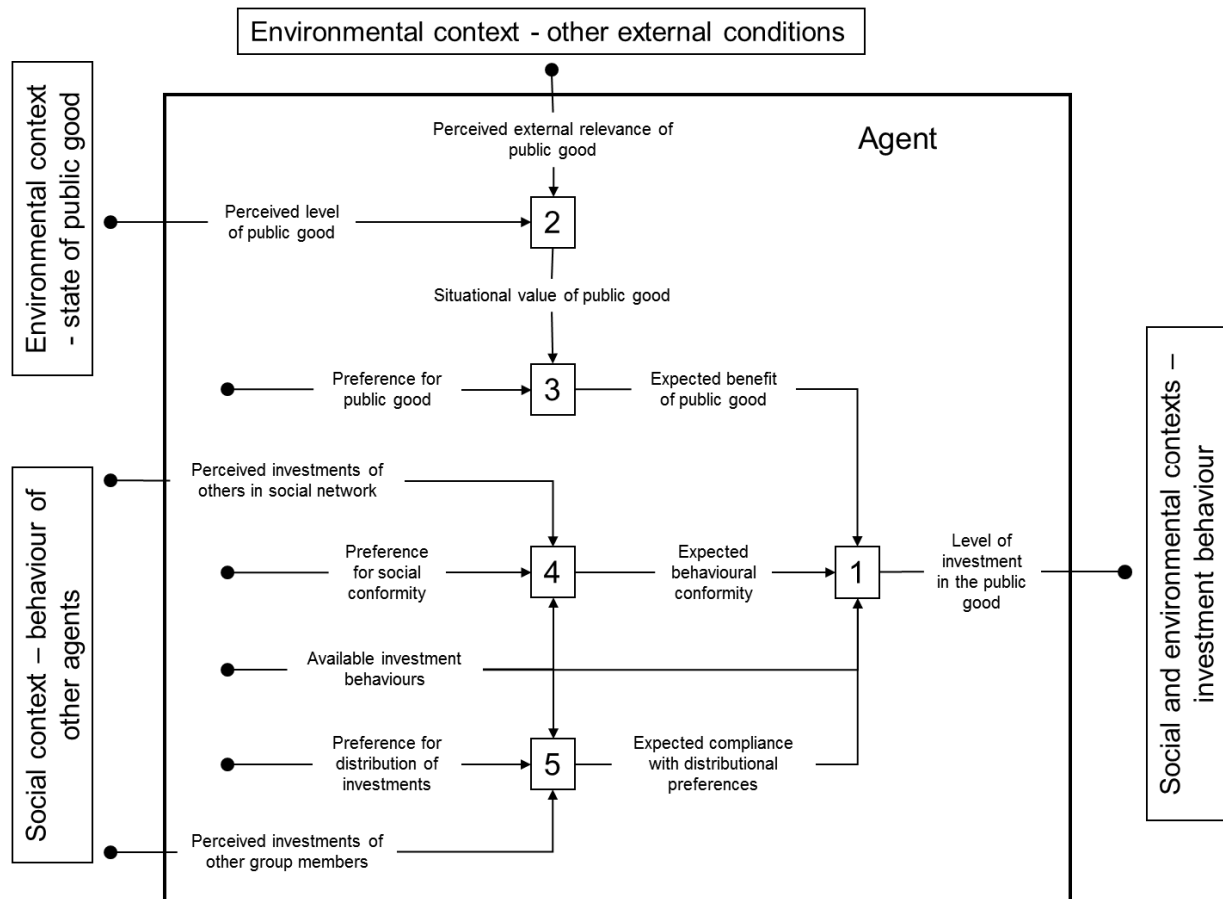 Environmental context - other external conditions
Environmental context
- state of public good
Agent
Perceived external relevance of
public good
Perceived level
of public good
2
Situational value of public good
Preference for
public good
3
Expected benefit
of public good
Social context – behaviour of
other agents
Perceived investments of
others in social network
Preference
for social
conformity
4
Expected
behavioural
conformity
1
Level of
investment
in the public
good
Social and environmental contexts –
investment behaviour
Available investment
behaviours
Preference for
distribution of
investments
5
Expected compliance
with distributional
preferences
Perceived investments of
other group members